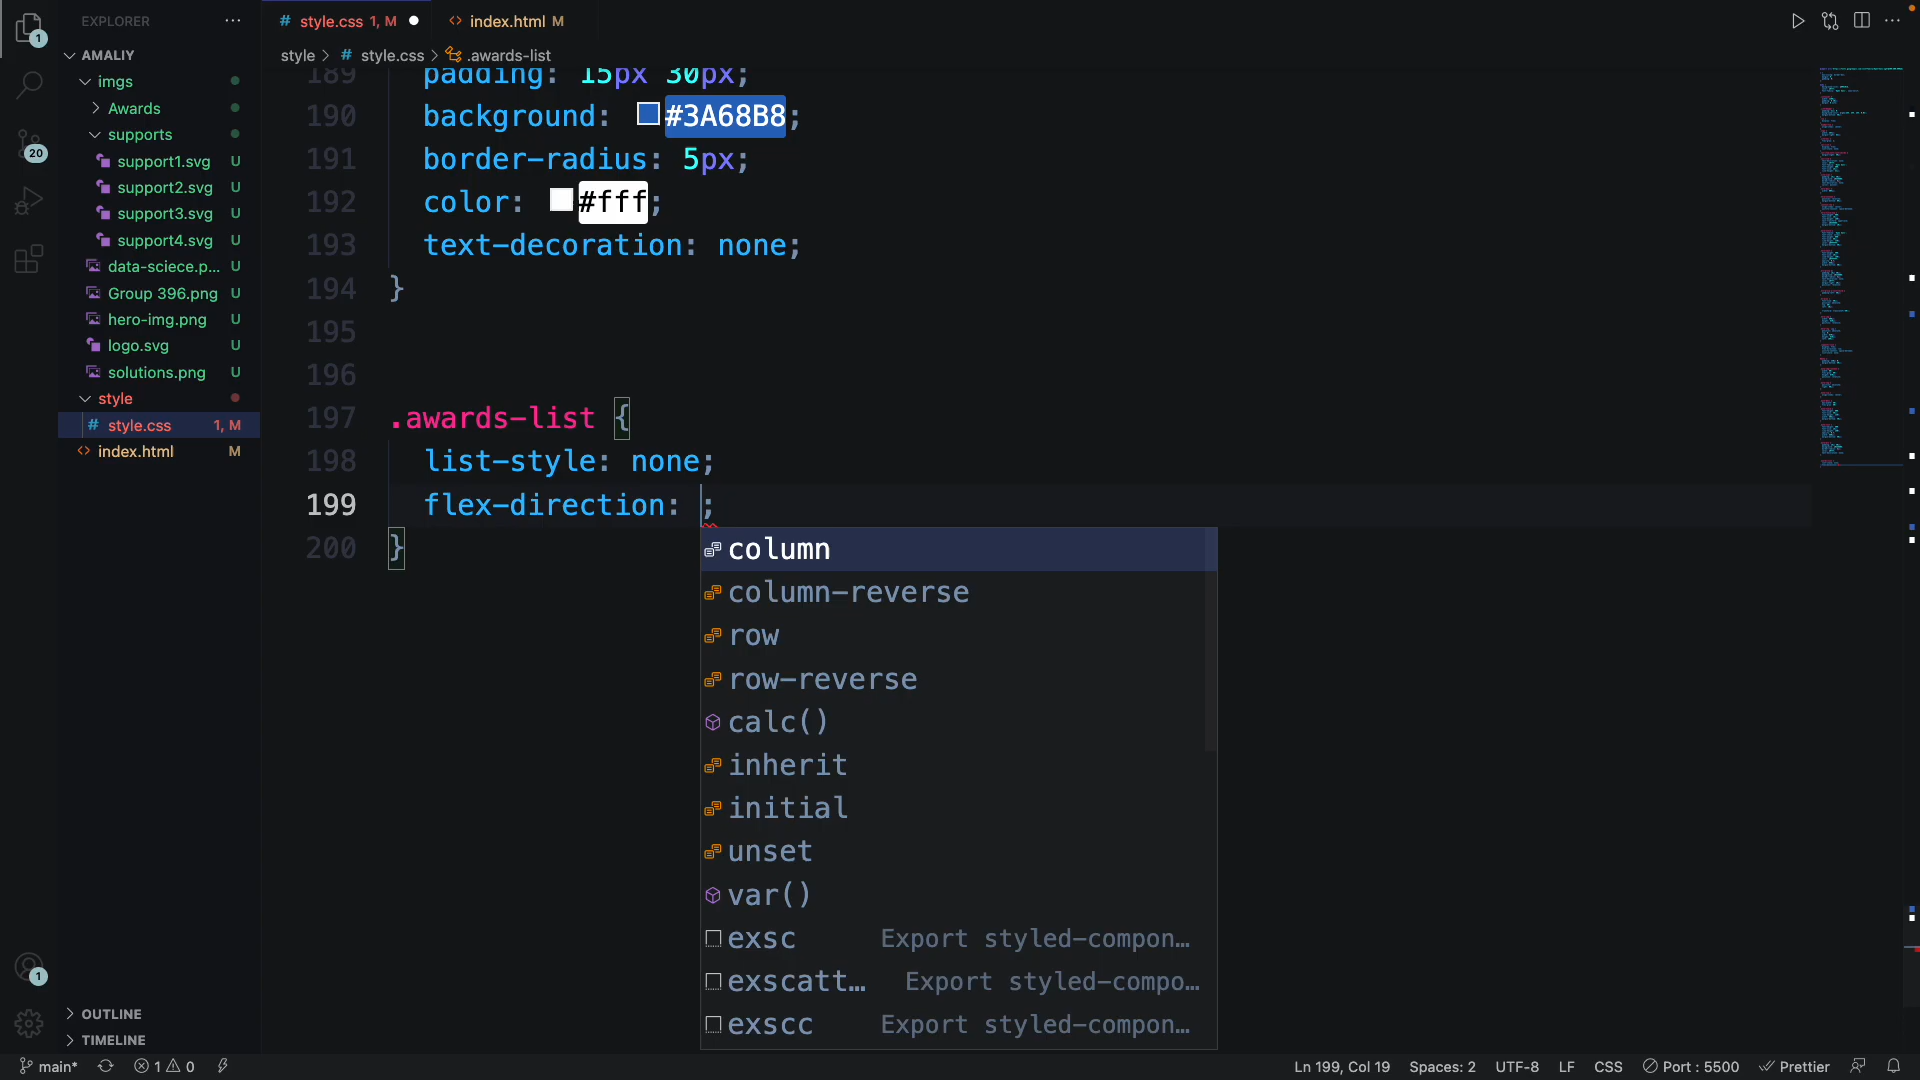 EXPLORER
AMALIY
imgs
Awards
supports
support1.svg U
support2.svg U
support3.svg U
support4.svg U
data-sciece.p... U
Group 396.png U
hero-img.png U
logo.svg U
solutions.png U
style
# style.css 1, M
<> index.html M
OUTLINE
TIMELINE
1
20
1
# style.css 1, M
<> index.html M
style > # style.css > .awards-list
189 padding: 15px 30px;
190 background: #3A68B8;
191 border-radius: 5px;
192 color: #fff;
193 text-decoration: none;
194 }
195
196
197 .awards-list {
198 list-style: none;
199 flex-direction: ;
200 }
column
column-reverse
row
row-reverse
calc()
inherit
initial
unset
var()
exsc Export styled-compon...
exscatt... Export styled-compo...
exscc Export styled-compon...
main* 1 0 Ln 199, Col 19 Spaces: 2 UTF-8 LF CSS Port : 5500 Prettier